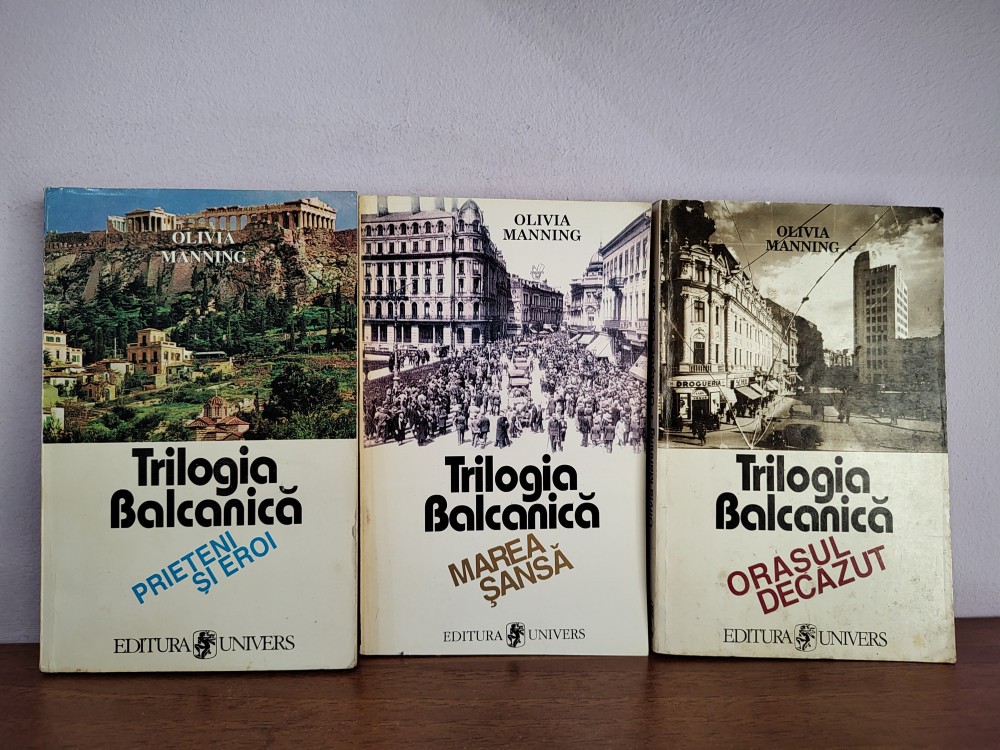 OLIVIA
MANNING
Trilogia
Balcanică
PRIETENI
ȘI EROI
EDITURA UNIVERS
OLIVIA
MANNING
Trilogia
Balcanică
MAREA
ŞANSĂ
EDITURA UNIVERS
OLIVIA
MANNING
DROGUERIA
Trilogia
Balcanică
ORAŞUL
DECĂZUT
EDITURA UNIVERS